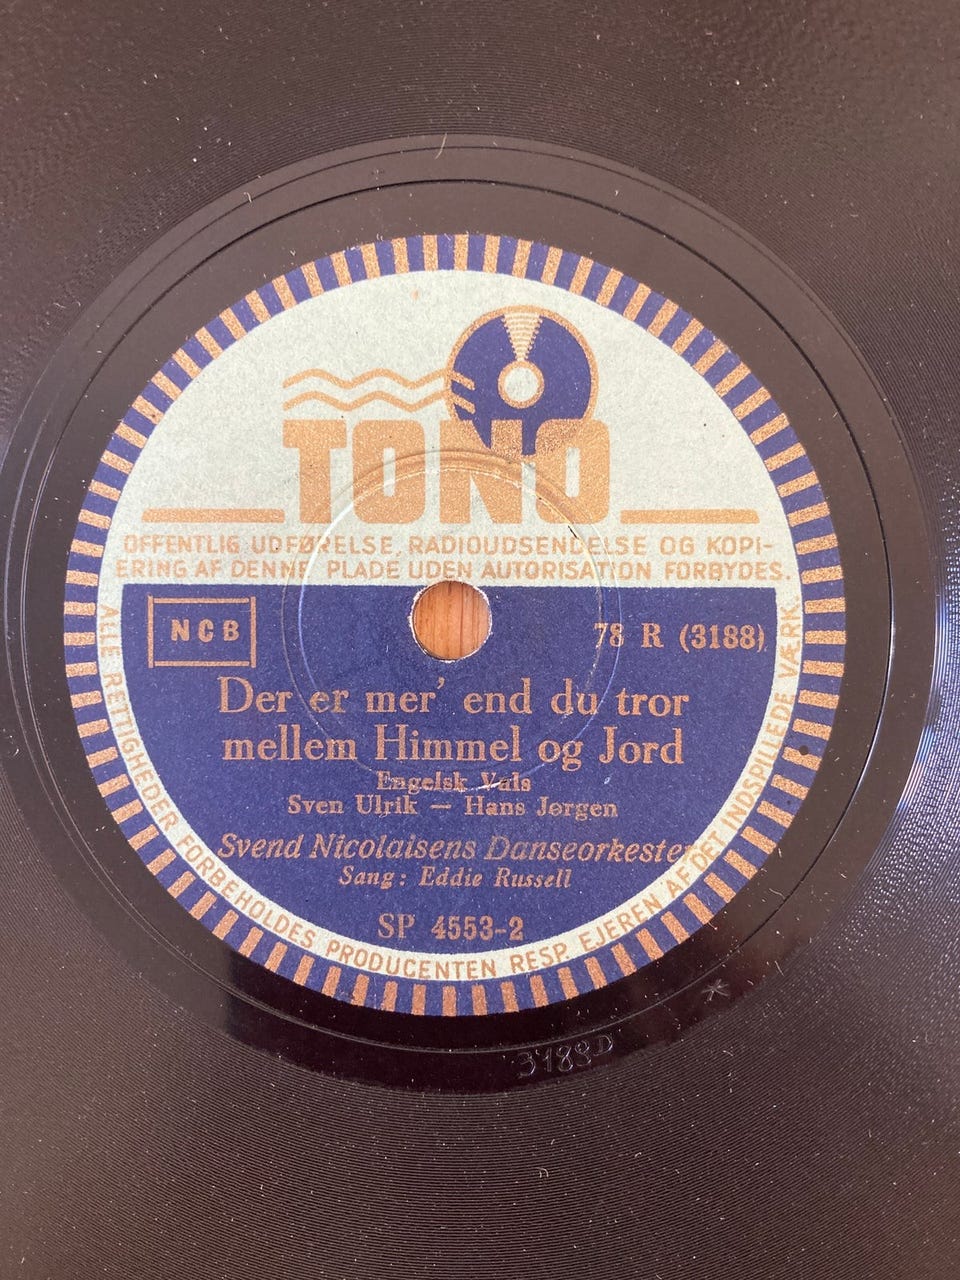 TONO
OFFENTLIG UDFØRELSE, RADIOUDSENDELSE OG KOPI-
ERING AF DENNE PLADE UDEN AUTORISATION FORBYDES.
NCB
78 R (3188)
Der er mer' end du tror
mellem Himmel og Jord
Engelsk Vals
Sven Ulrik — Hans Jørgen
Svend Nicolaisens Danseorkester
Sang: Eddie Russell
SP 4553-2
ALLE RETTIGHEDER FORBEHOLDES PRODUCENTEN RESP. EJEREN AF DET INDSPILLEDE VÆRK.
3188D